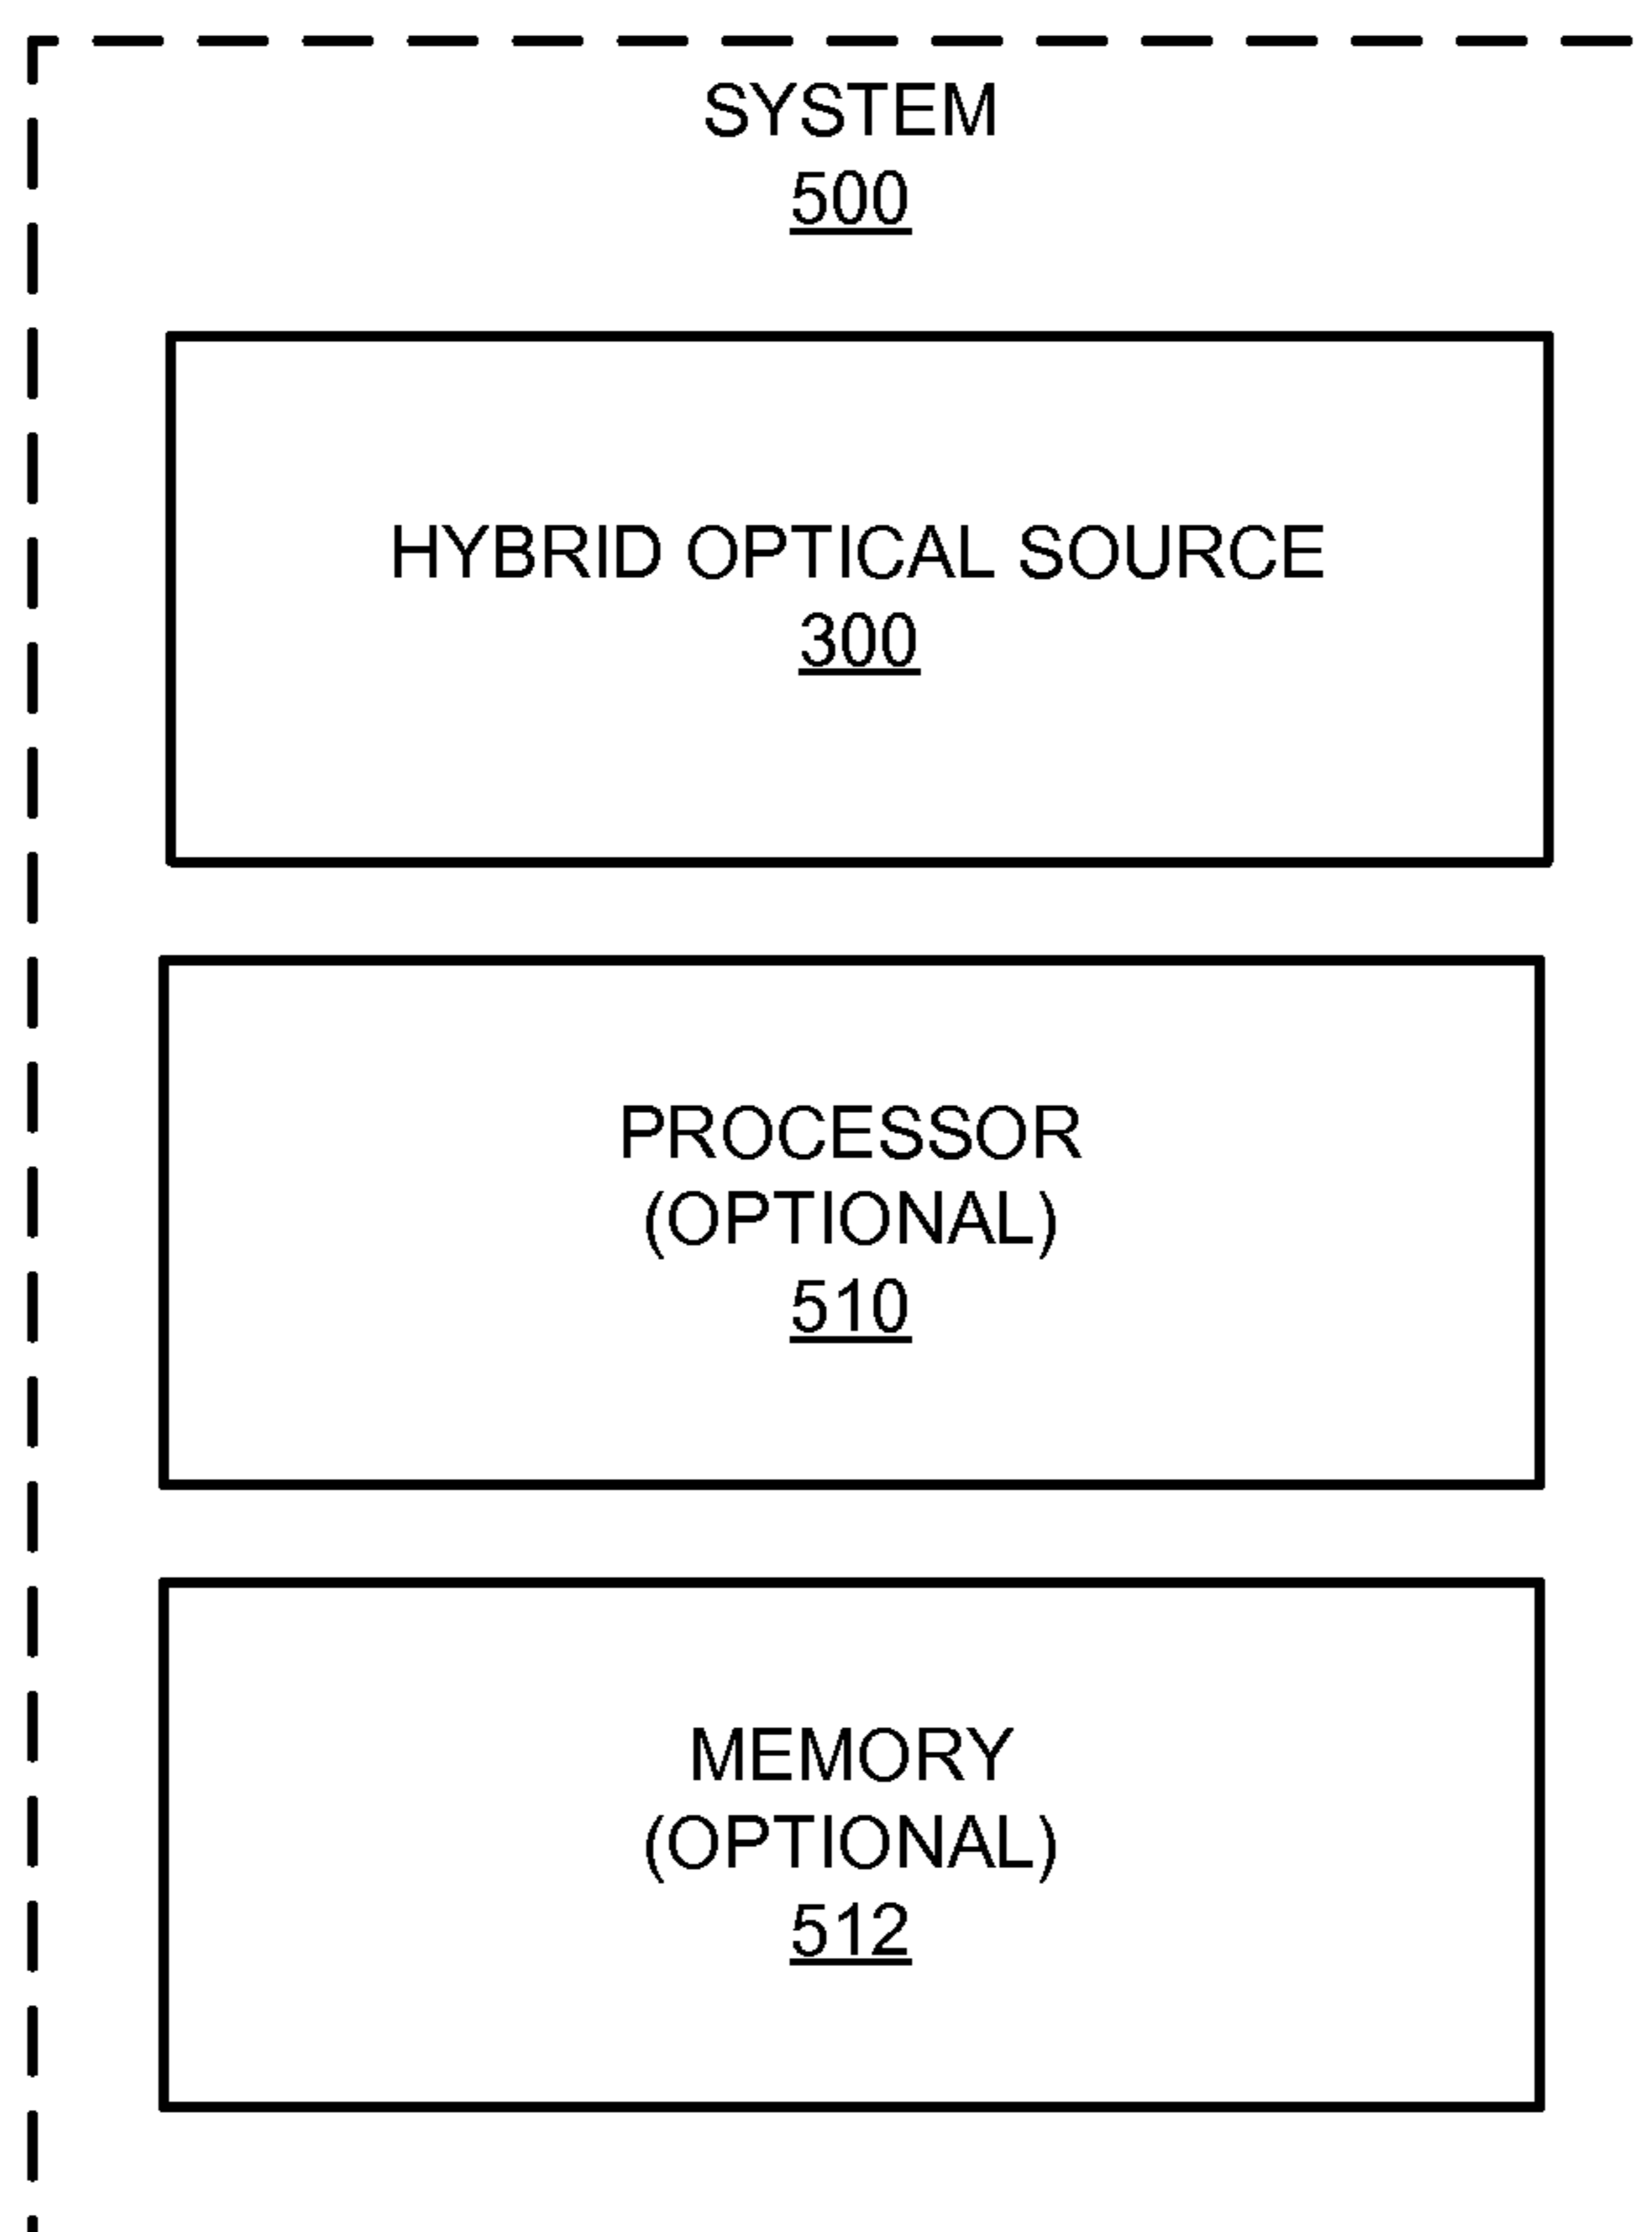 SYSTEM
500
HYBRID OPTICAL SOURCE
300
PROCESSOR
(OPTIONAL)
510
MEMORY
(OPTIONAL)
512